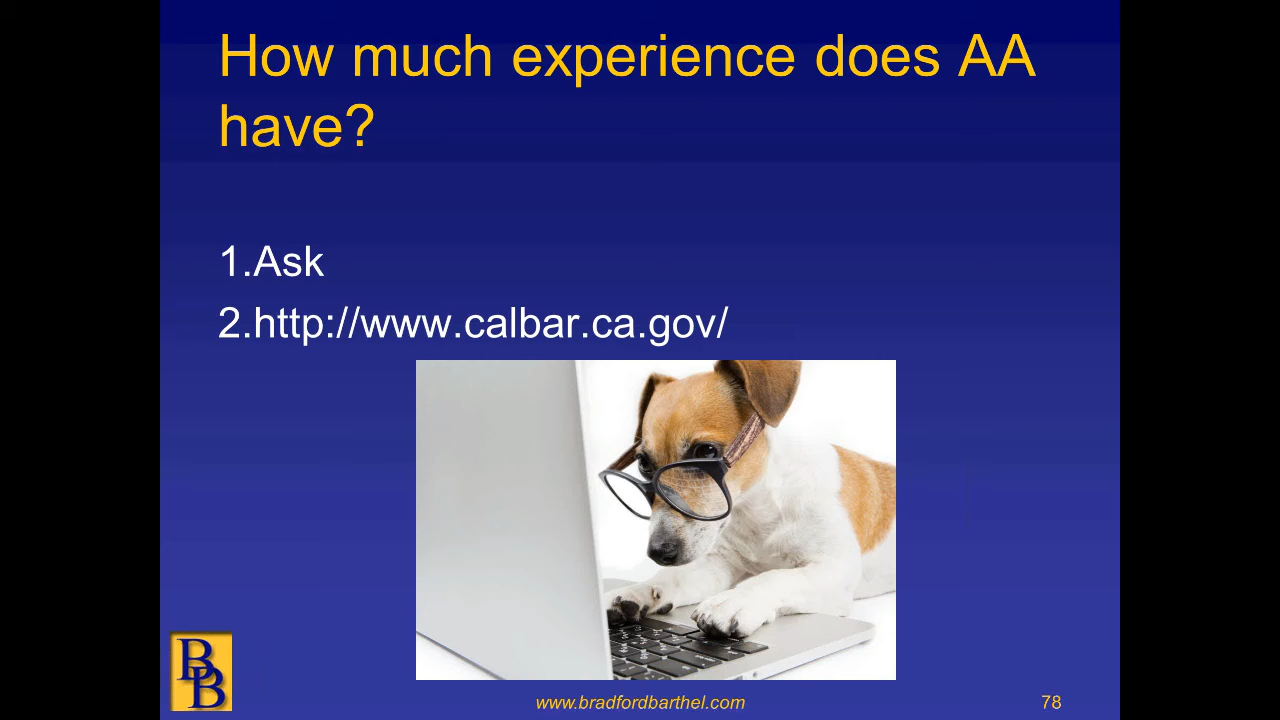 How much experience does AA
have?
1.Ask
2.http://www.calbar.ca.gov/
BB
www.bradfordbarthel.com
78